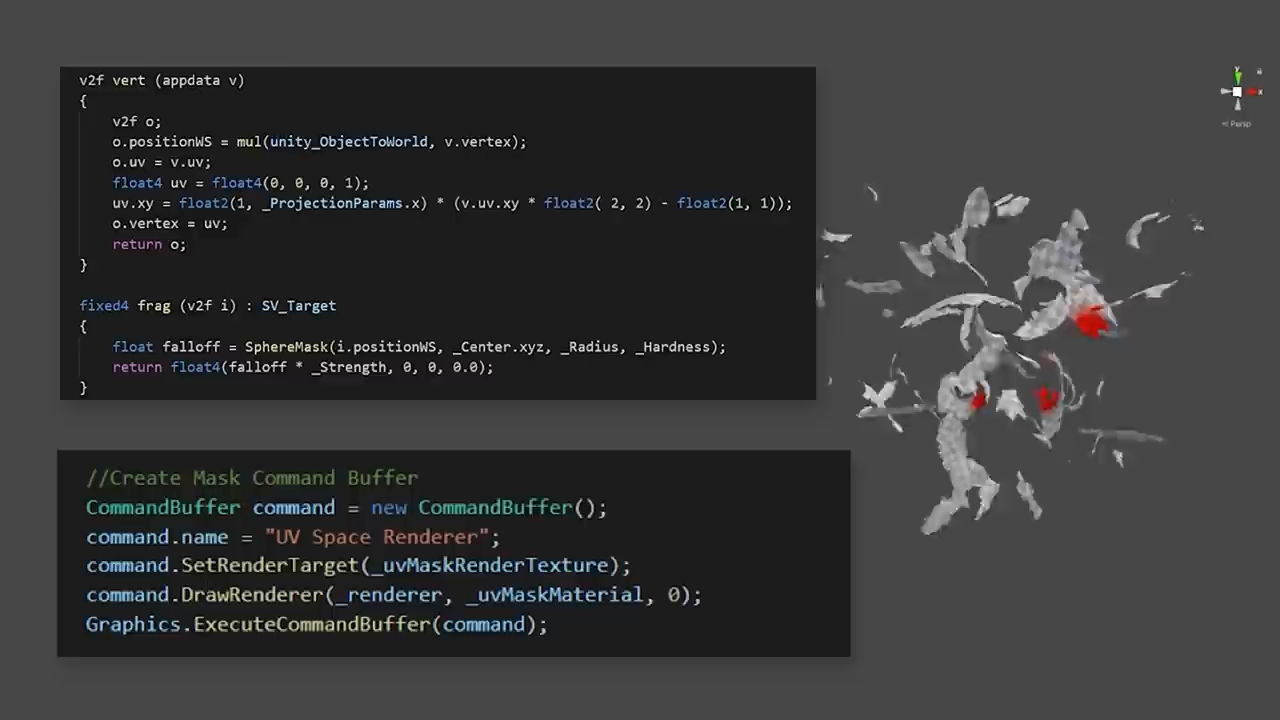 v2f vert (appdata v)
{
v2f o;
o.positionWS = mul(unity_ObjectToWorld, v.vertex);
o.uv = v.uv;
float4 uv = float4(0, 0, 0, 1);
uv.xy = float2(1, _ProjectionParams.x) * (v.uv.xy * float2( 2, 2) - float2(1, 1));
o.vertex = uv;
return o;
}
fixed4 frag (v2f i) : SV_Target
{
float falloff = SphereMask(i.positionWS, _Center.xyz, _Radius, _Hardness);
return float4(falloff * _Strength, 0, 0, 0.0);
}
//Create Mask Command Buffer
CommandBuffer command = new CommandBuffer();
command.name = "UV Space Renderer";
command.SetRenderTarget(_uvMaskRenderTexture);
command.DrawRenderer(_renderer, _uvMaskMaterial, 0);
Graphics.ExecuteCommandBuffer(command);
y
x
< Persp